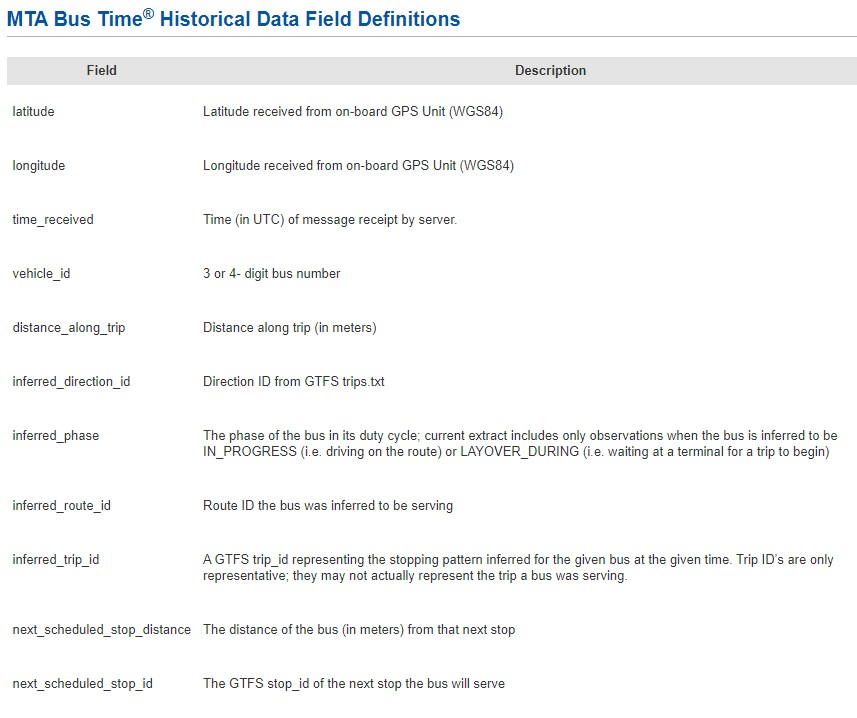 MTA Bus Time® Historical Data Field Definitions
Field Description
latitude Latitude received from on-board GPS Unit (WGS84)
longitude Longitude received from on-board GPS Unit (WGS84)
time_received Time (in UTC) of message receipt by server.
vehicle_id 3 or 4- digit bus number
distance_along_trip Distance along trip (in meters)
inferred_direction_id Direction ID from GTFS trips.txt
inferred_phase The phase of the bus in its duty cycle; current extract includes only observations when the bus is inferred to be
IN_PROGRESS (i.e. driving on the route) or LAYOVER_DURING (i.e. waiting at a terminal for a trip to begin)
inferred_route_id Route ID the bus was inferred to be serving
inferred_trip_id A GTFS trip_id representing the stopping pattern inferred for the given bus at the given time. Trip ID’s are only
representative; they may not actually represent the trip a bus was serving.
next_scheduled_stop_distance The distance of the bus (in meters) from that next stop
next_scheduled_stop_id The GTFS stop_id of the next stop the bus will serve